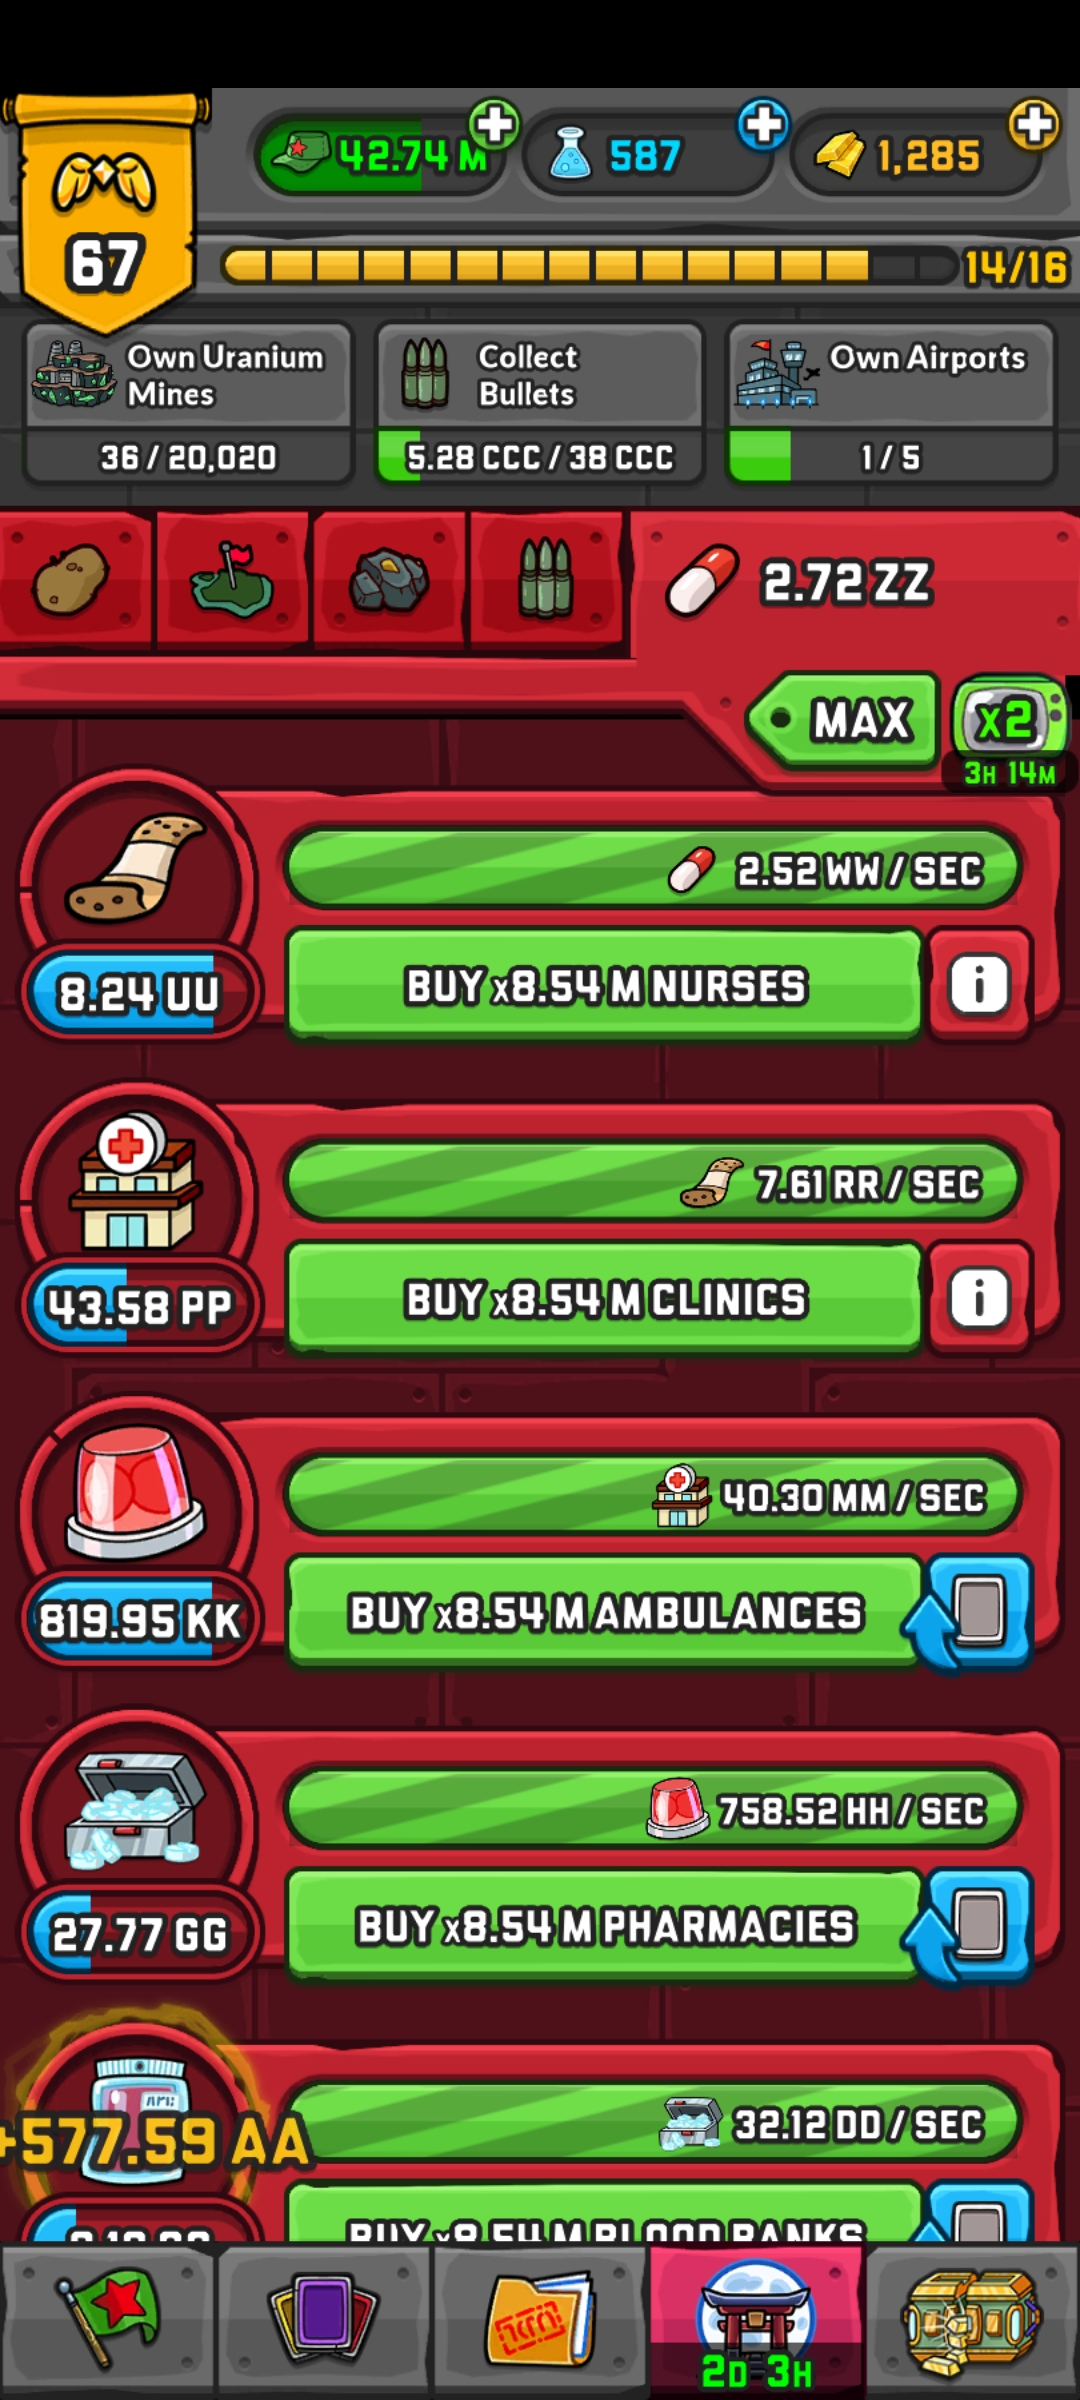 42.74 M
587
1,285
67
14/16
Own Uranium
Mines
36 / 20,020
Collect
Bullets
5.28 CCC / 38 CCC
Own Airports
1 / 5
2.72 ZZ
MAX
x2
3H 14M
2.52 WW / SEC
8.24 UU
BUY x8.54 M NURSES
i
7.61 RR / SEC
43.58 PP
BUY x8.54 M CLINICS
i
40.30 MM / SEC
819.95 KK
BUY x8.54 M AMBULANCES
758.52 HH / SEC
27.77 GG
BUY x8.54 M PHARMACIES
32.12 DD / SEC
+577.59 AA
BUY x8.54 M BLOOD BANKS
2D 3H